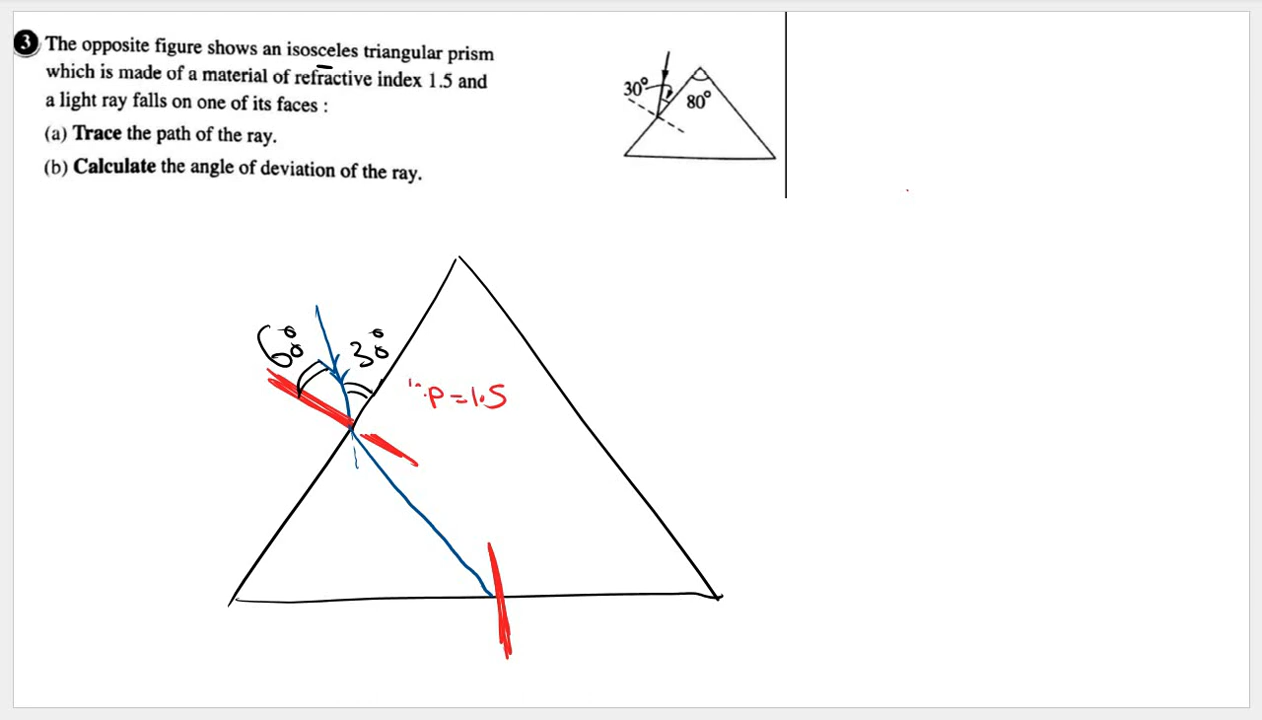 3 The opposite figure shows an isosceles triangular prism
which is made of a material of refractive index 1.5 and
a light ray falls on one of its faces :
(a) Trace the path of the ray.
(b) Calculate the angle of deviation of the ray.
30°
80°
60°
30°
P=1.5